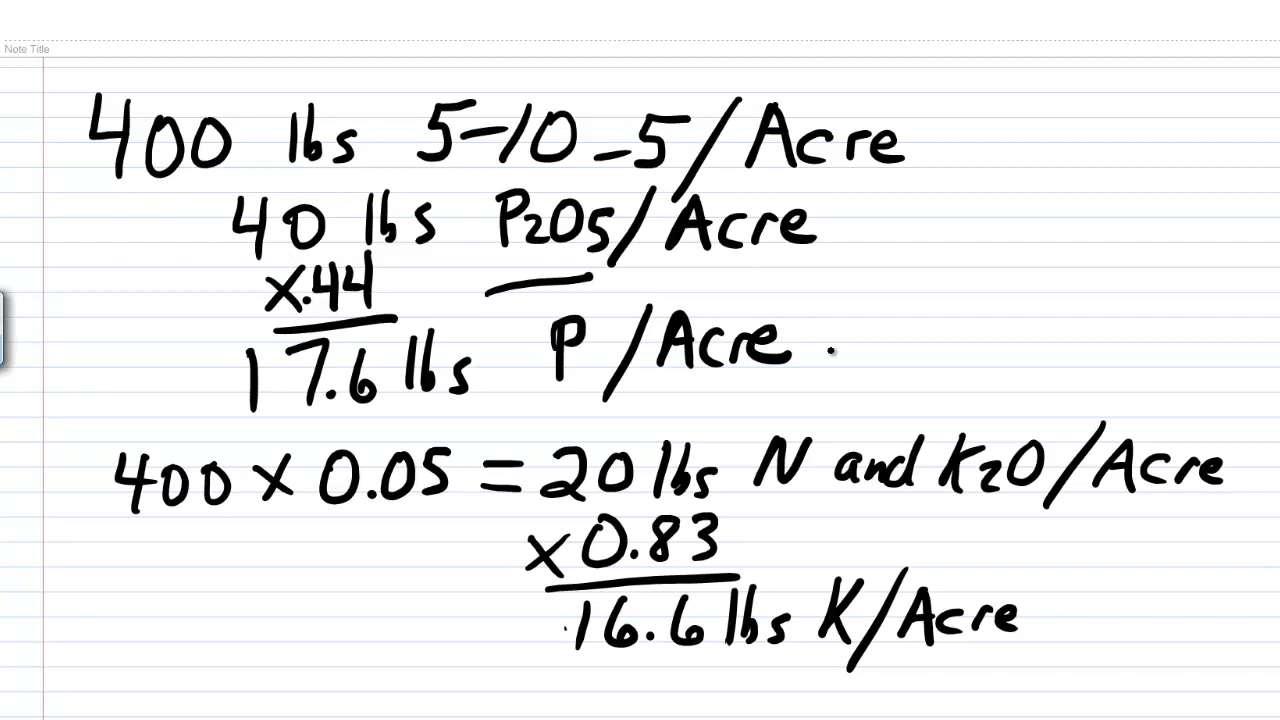 Note Title
400 lbs 5-10-5/Acre
40 lbs P2O5/Acre
x.44
17.6 lbs P/Acre.
400 x 0.05 = 20 lbs N and K2O/Acre
x 0.83
16.6 lbs K/Acre